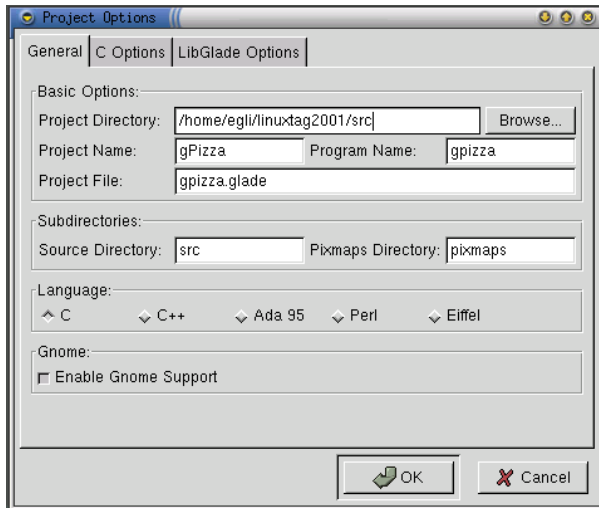 Project Options
General C Options LibGlade Options
Basic Options:
Project Directory: /home/egli/linuxtag2001/src Browse...
Project Name: gPizza Program Name: gpizza
Project File: gpizza.glade
Subdirectories:
Source Directory: src Pixmaps Directory: pixmaps
Language:
C C++ Ada 95 Perl Eiffel
Gnome:
Enable Gnome Support
OK Cancel